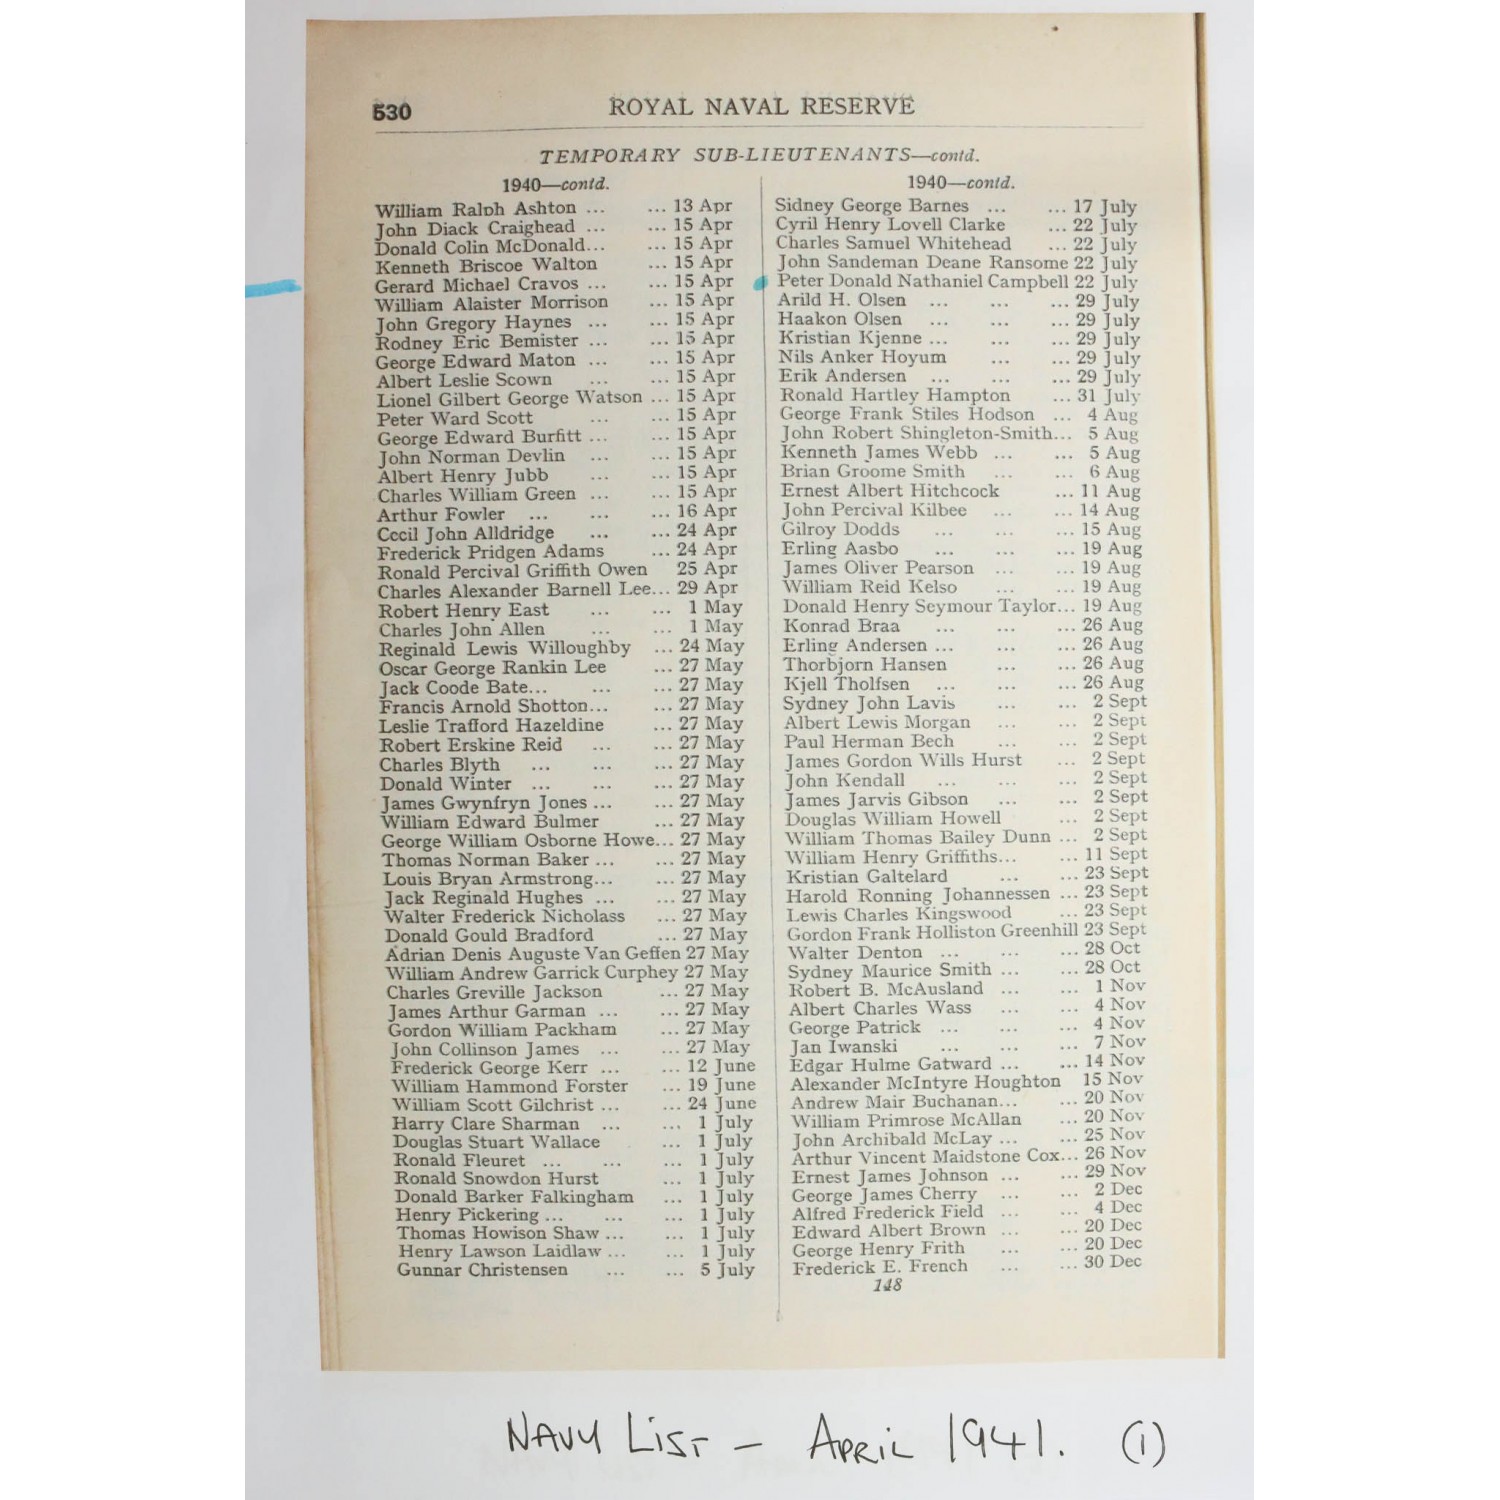 530
ROYAL NAVAL RESERVE
TEMPORARY SUB-LIEUTENANTS—contd.
1940—contd.
William Ralph Ashton ... ... 13 Apr
John Diack Craighead ... ... 15 Apr
Donald Colin McDonald... ... 15 Apr
Kenneth Briscoe Walton ... 15 Apr
Gerard Michael Cravos ... ... 15 Apr
William Alaister Morrison ... 15 Apr
John Gregory Haynes ... ... 15 Apr
Rodney Eric Bemister ... ... 15 Apr
George Edward Maton ... ... 15 Apr
Albert Leslie Scown ... ... 15 Apr
Lionel Gilbert George Watson ... 15 Apr
Peter Ward Scott ... ... 15 Apr
George Edward Burfitt ... ... 15 Apr
John Norman Devlin ... ... 15 Apr
Albert Henry Jubb ... ... 15 Apr
Charles William Green ... ... 15 Apr
Arthur Fowler ... ... ... 16 Apr
Cecil John Alldridge ... ... 24 Apr
Frederick Pridgen Adams ... 24 Apr
Ronald Percival Griffith Owen 25 Apr
Charles Alexander Barnell Lee... 29 Apr
Robert Henry East ... ... 1 May
Charles John Allen ... ... 1 May
Reginald Lewis Willoughby ... 24 May
Oscar George Rankin Lee ... 27 May
Jack Coode Bate... ... ... 27 May
Francis Arnold Shotton... ... 27 May
Leslie Trafford Hazeldine ... 27 May
Robert Erskine Reid ... ... 27 May
Charles Blyth ... ... ... 27 May
Donald Winter ... ... ... 27 May
James Gwynfryn Jones ... ... 27 May
William Edward Bulmer ... 27 May
George William Osborne Howe... 27 May
Thomas Norman Baker ... ... 27 May
Louis Bryan Armstrong... ... 27 May
Jack Reginald Hughes ... ... 27 May
Walter Frederick Nicholass ... 27 May
Donald Gould Bradford ... 27 May
Adrian Denis Auguste Van Geffen 27 May
William Andrew Garrick Curphey 27 May
Charles Greville Jackson ... 27 May
James Arthur Garman ... ... 27 May
Gordon William Packham ... 27 May
John Collinson James ... ... 27 May
Frederick George Kerr ... ... 12 June
William Hammond Forster ... 19 June
William Scott Gilchrist ... ... 24 June
Harry Clare Sharman ... ... 1 July
Douglas Stuart Wallace ... 1 July
Ronald Fleuret ... ... ... 1 July
Ronald Snowdon Hurst ... 1 July
Donald Barker Falkingham ... 1 July
Henry Pickering ... ... ... 1 July
Thomas Howison Shaw ... ... 1 July
Henry Lawson Laidlaw ... ... 1 July
Gunnar Christensen ... ... 5 July
1940—contd.
Sidney George Barnes ... ... 17 July
Cyril Henry Lovell Clarke ... 22 July
Charles Samuel Whitehead ... 22 July
John Sandeman Deane Ransome 22 July
Peter Donald Nathaniel Campbell 22 July
Arild H. Olsen ... ... ... 29 July
Haakon Olsen ... ... ... 29 July
Kristian Kjenne ... ... ... 29 July
Nils Anker Hoyum ... ... 29 July
Erik Andersen ... ... ... 29 July
Ronald Hartley Hampton ... 31 July
George Frank Stiles Hodson ... 4 Aug
John Robert Shingleton-Smith... 5 Aug
Kenneth James Webb ... ... 5 Aug
Brian Groome Smith ... ... 6 Aug
Ernest Albert Hitchcock ... 11 Aug
John Percival Kilbee ... ... 14 Aug
Gilroy Dodds ... ... ... 15 Aug
Erling Aasbo ... ... ... 19 Aug
James Oliver Pearson ... ... 19 Aug
William Reid Kelso ... ... 19 Aug
Donald Henry Seymour Taylor... 19 Aug
Konrad Braa ... ... ... 26 Aug
Erling Andersen ... ... ... 26 Aug
Thorbjorn Hansen ... ... 26 Aug
Kjell Tholfsen ... ... ... 26 Aug
Sydney John Lavis ... ... 2 Sept
Albert Lewis Morgan ... ... 2 Sept
Paul Herman Bech ... ... 2 Sept
James Gordon Wills Hurst ... 2 Sept
John Kendall ... ... ... 2 Sept
James Jarvis Gibson ... ... 2 Sept
Douglas William Howell ... 2 Sept
William Thomas Bailey Dunn ... 2 Sept
William Henry Griffiths... ... 11 Sept
Kristian Galtelard ... ... 23 Sept
Harold Ronning Johannessen ... 23 Sept
Lewis Charles Kingswood ... 23 Sept
Gordon Frank Holliston Greenhill 23 Sept
Walter Denton ... ... ... 28 Oct
Sydney Maurice Smith ... ... 28 Oct
Robert B. McAusland ... ... 1 Nov
Albert Charles Wass ... ... 4 Nov
George Patrick ... ... ... 4 Nov
Jan Iwanski ... ... ... 7 Nov
Edgar Hulme Gatward ... ... 14 Nov
Alexander McIntyre Houghton 15 Nov
Andrew Mair Buchanan... ... 20 Nov
William Primrose McAllan ... 20 Nov
John Archibald McLay ... ... 25 Nov
Arthur Vincent Maidstone Cox... 26 Nov
Ernest James Johnson ... ... 29 Nov
George James Cherry ... ... 2 Dec
Alfred Frederick Field ... ... 4 Dec
Edward Albert Brown ... ... 20 Dec
George Henry Frith ... ... 20 Dec
Frederick E. French ... ... 30 Dec
148
NAVY LIST - APRIL 1941. (1)